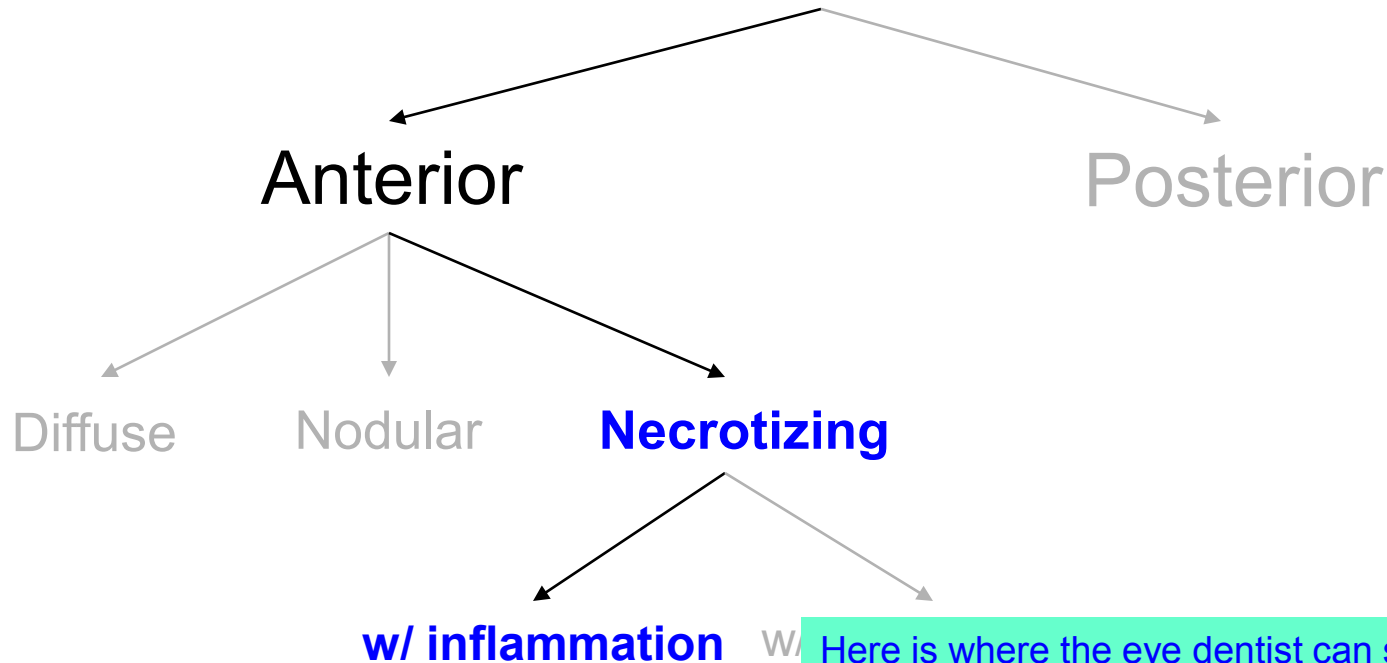 Anterior
Posterior
Diffuse
Nodular
Necrotizing
w/ inflammation
Here is where the eye dentist can